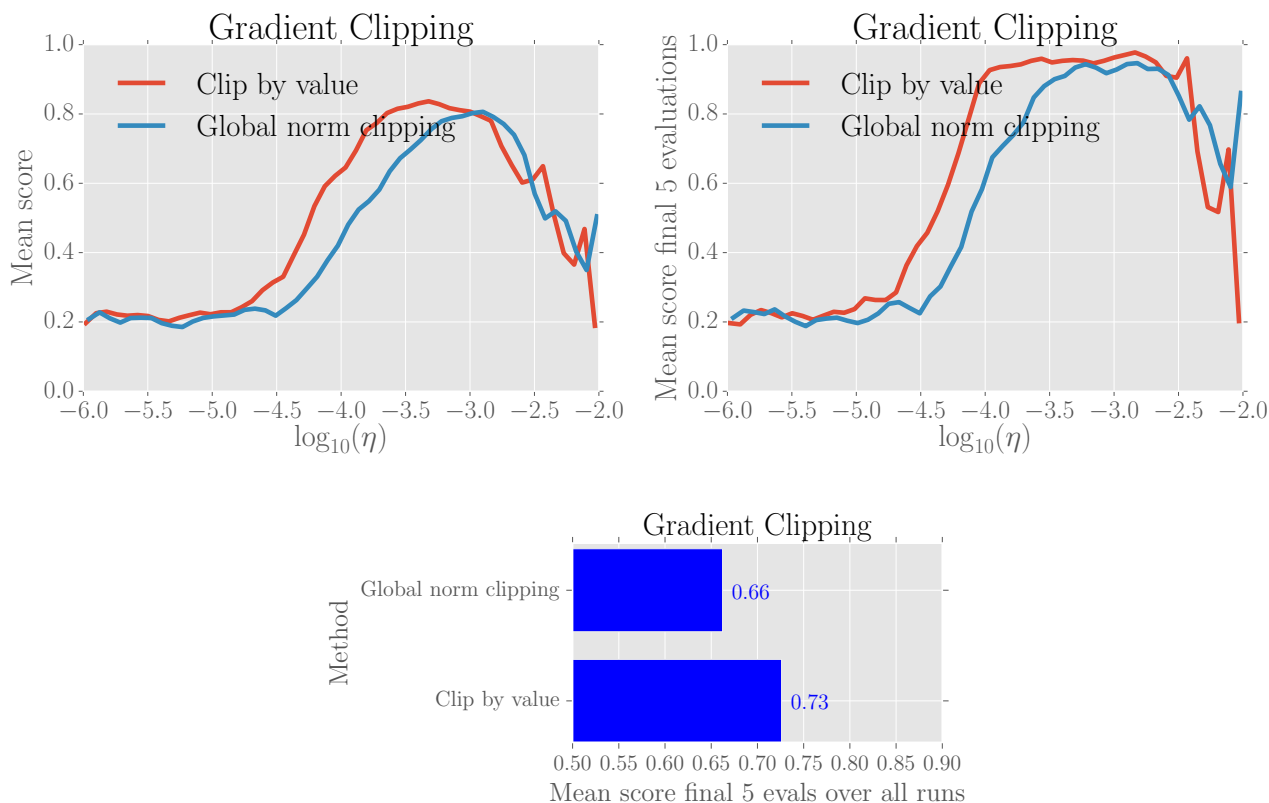 Gradient Clipping
1.0
0.8
0.6
0.4
0.2
0.0
Mean score
Clip by value
Global norm clipping
−6.0 −5.5 −5.0 −4.5 −4.0 −3.5 −3.0 −2.5 −2.0
log₁₀(η)
Gradient Clipping
1.0
0.8
0.6
0.4
0.2
0.0
Mean score final 5 evaluations
Clip by value
Global norm clipping
−6.0 −5.5 −5.0 −4.5 −4.0 −3.5 −3.0 −2.5 −2.0
log₁₀(η)
Gradient Clipping
Method
Global norm clipping
0.66
Clip by value
0.73
0.50 0.55 0.60 0.65 0.70 0.75 0.80 0.85 0.90
Mean score final 5 evals over all runs